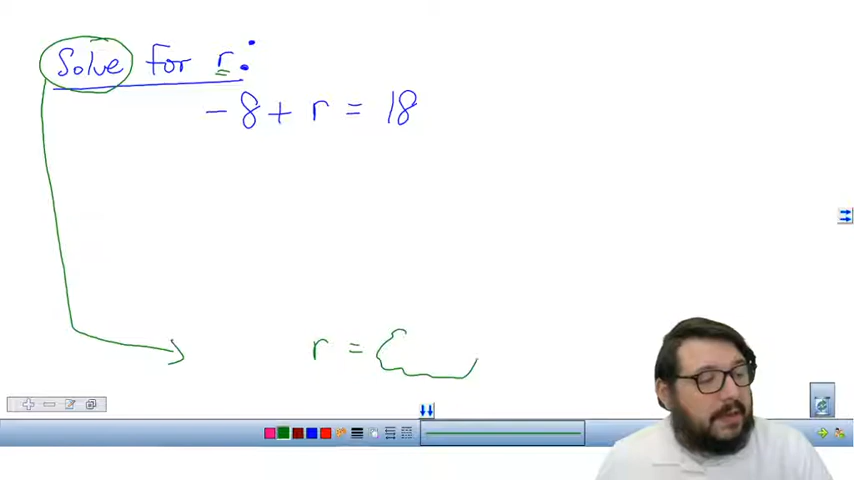 Solve for r:
-8 + r = 18
r =